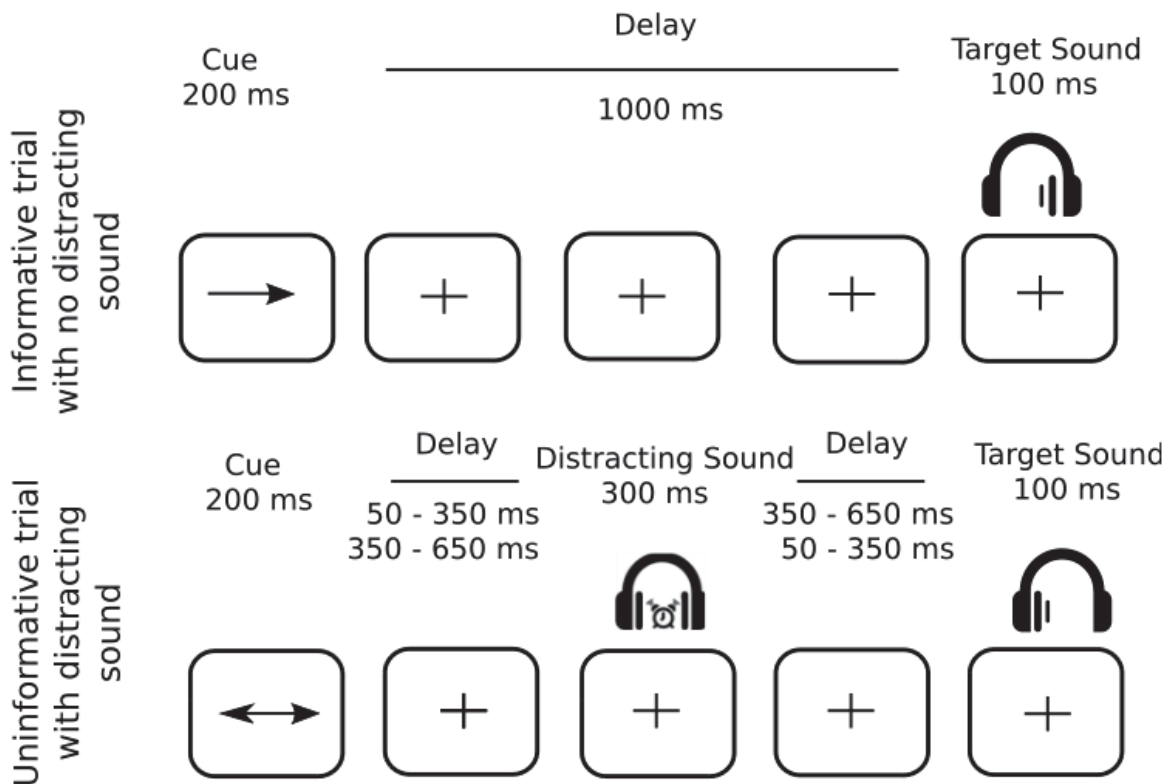 Informative trial
with no distracting
sound
Cue
200 ms
Delay
1000 ms
Target Sound
100 ms
Uninformative trial
with distracting
sound
Cue
200 ms
Delay
50 - 350 ms
350 - 650 ms
Distracting Sound
300 ms
Delay
350 - 650 ms
50 - 350 ms
Target Sound
100 ms